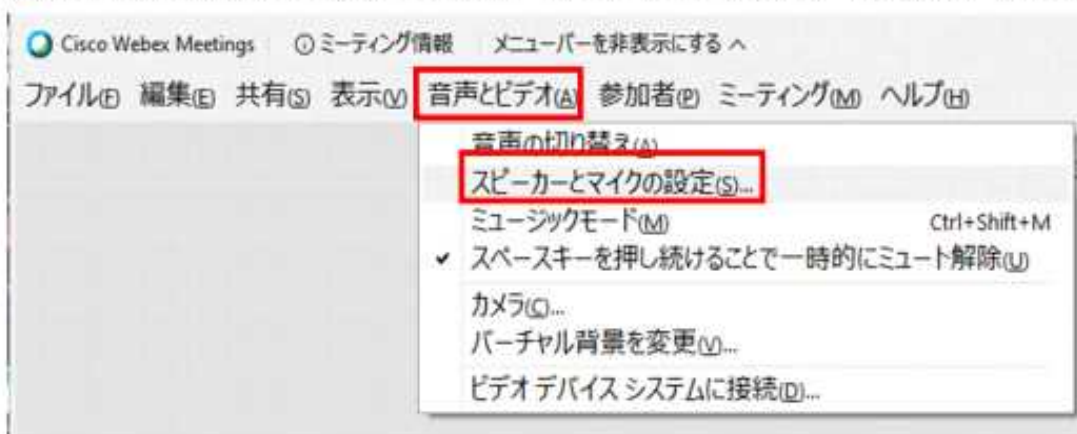 Cisco Webex Meetings ミーティング情報 メニューバーを非表示にする
ファイル(F) 編集(E) 共有(S) 表示(V) 音声とビデオ(A) 参加者(P) ミーティング(M) ヘルプ(H)
音声の切り替え(A)
スピーカーとマイクの設定(S)...
ミュージックモード(M) Ctrl+Shift+M
スペースキーを押し続けることで一時的にミュート解除(U)
カメラ(C)...
バーチャル背景を変更(V)...
ビデオ デバイス システムに接続(D)...